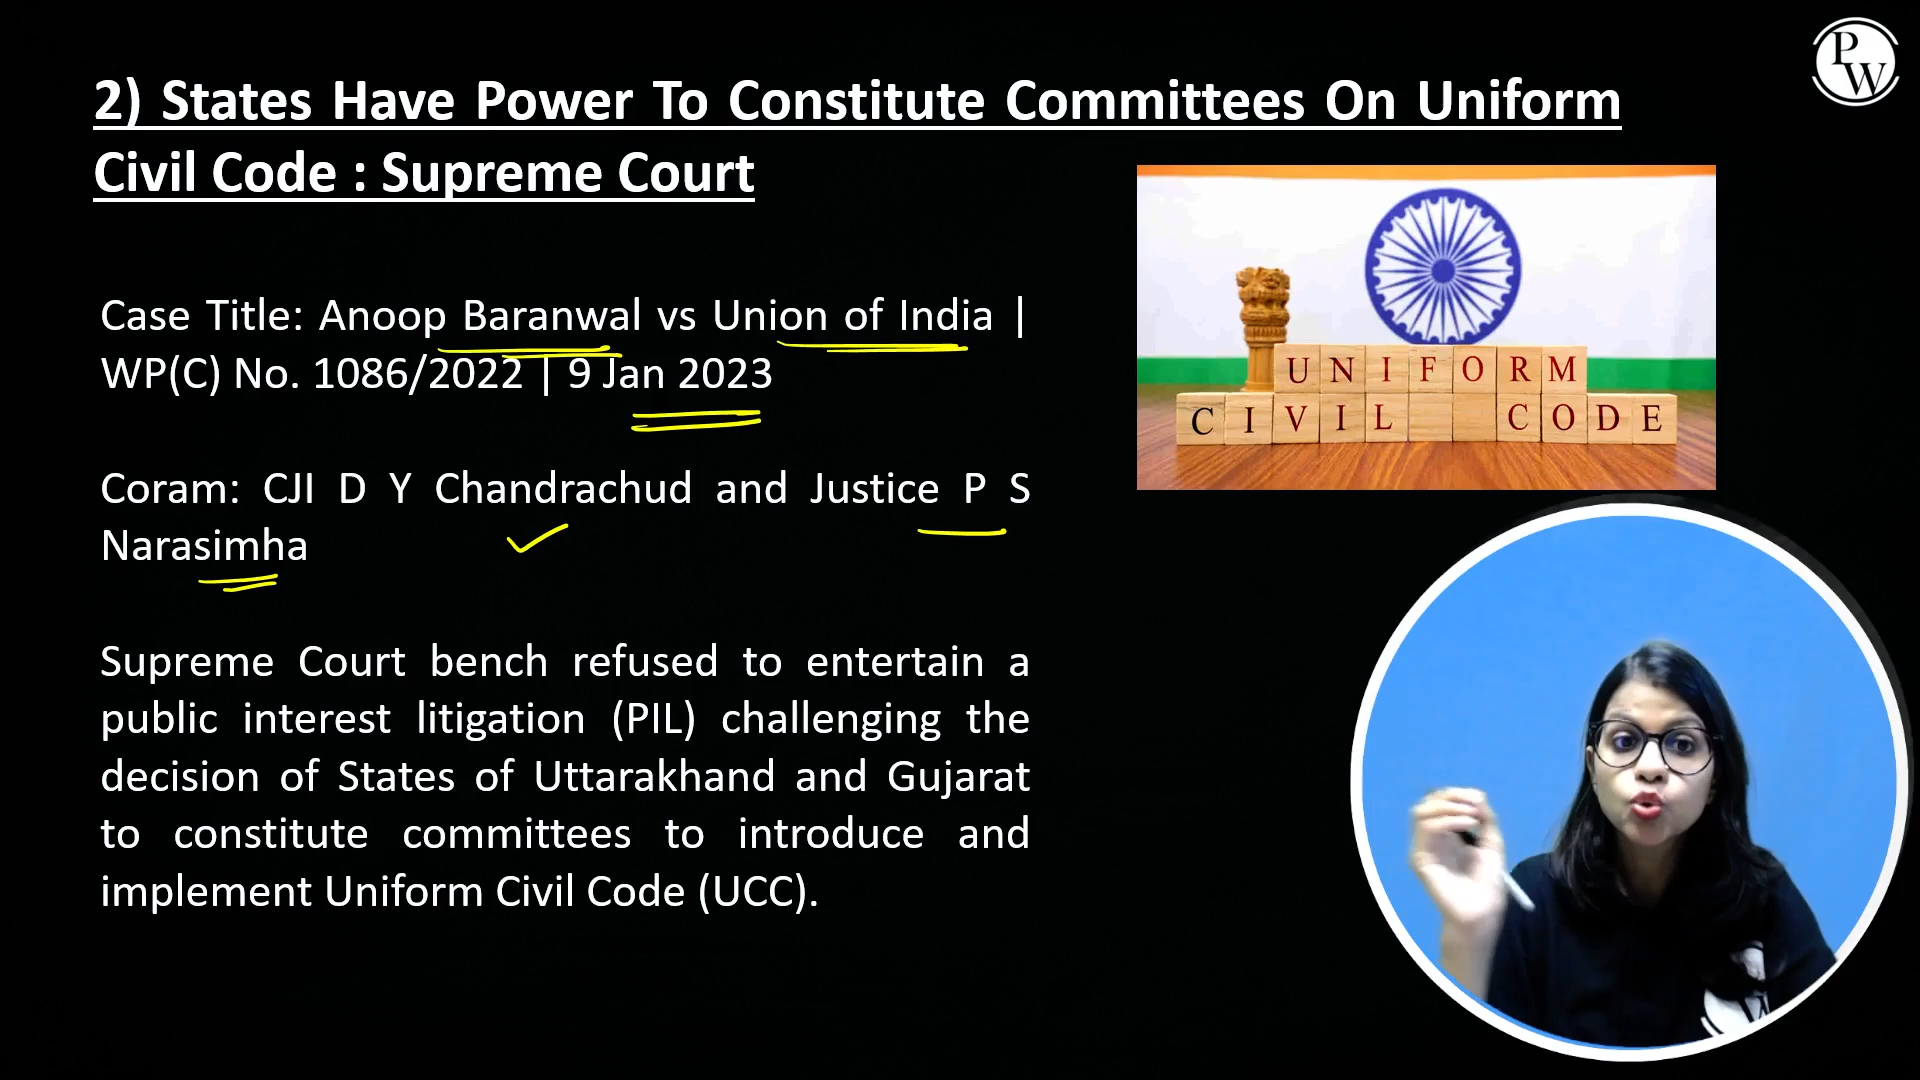 2) States Have Power To Constitute Committees On Uniform
Civil Code : Supreme Court
Case Title: Anoop Baranwal vs Union of India |
WP(C) No. 1086/2022 | 9 Jan 2023
Coram: CJI D Y Chandrachud and Justice P S
Narasimha
Supreme Court bench refused to entertain a
public interest litigation (PIL) challenging the
decision of States of Uttarakhand and Gujarat
to constitute committees to introduce and
implement Uniform Civil Code (UCC).
PW
UNIFORM
CIVIL CODE